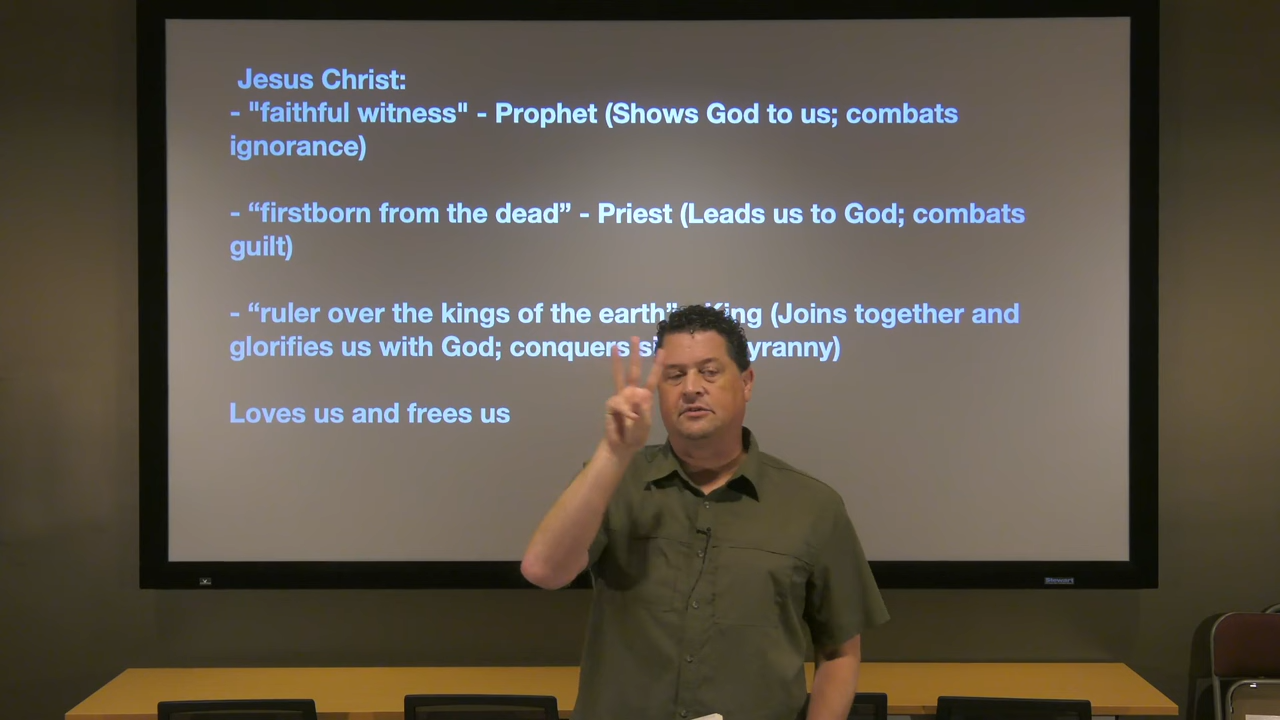 Jesus Christ:
- "faithful witness" - Prophet (Shows God to us; combats
ignorance)
- “firstborn from the dead” - Priest (Leads us to God; combats
guilt)
- “ruler over the kings of the earth” King (Joins together and
glorifies us with God; conquers yranny)
Loves us and frees us
Stewart